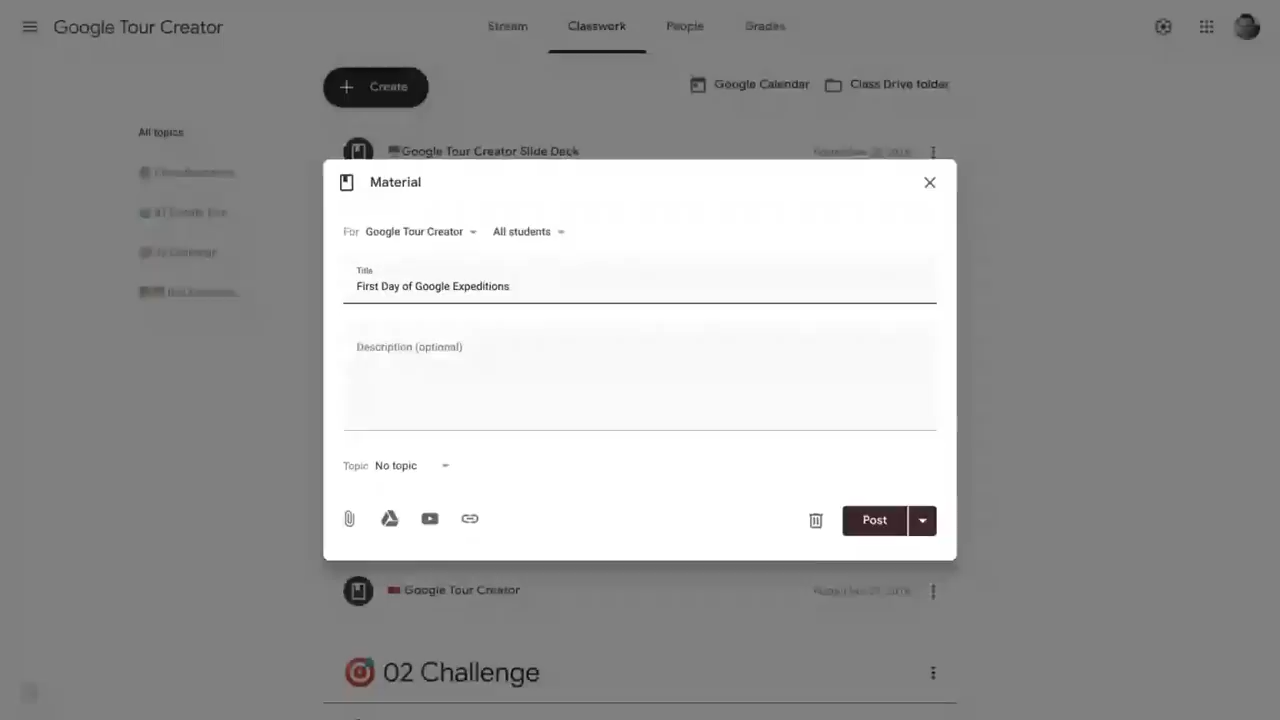 Google Tour Creator
Stream
Classwork
People
Grades
Create
Google Calendar
Class Drive folder
All topics
Google Tour Creator Slide Deck
Material
For Google Tour Creator
All students
Title
First Day of Google Expeditions
Description (optional)
Topic No topic
Post
Google Tour Creator
02 Challenge